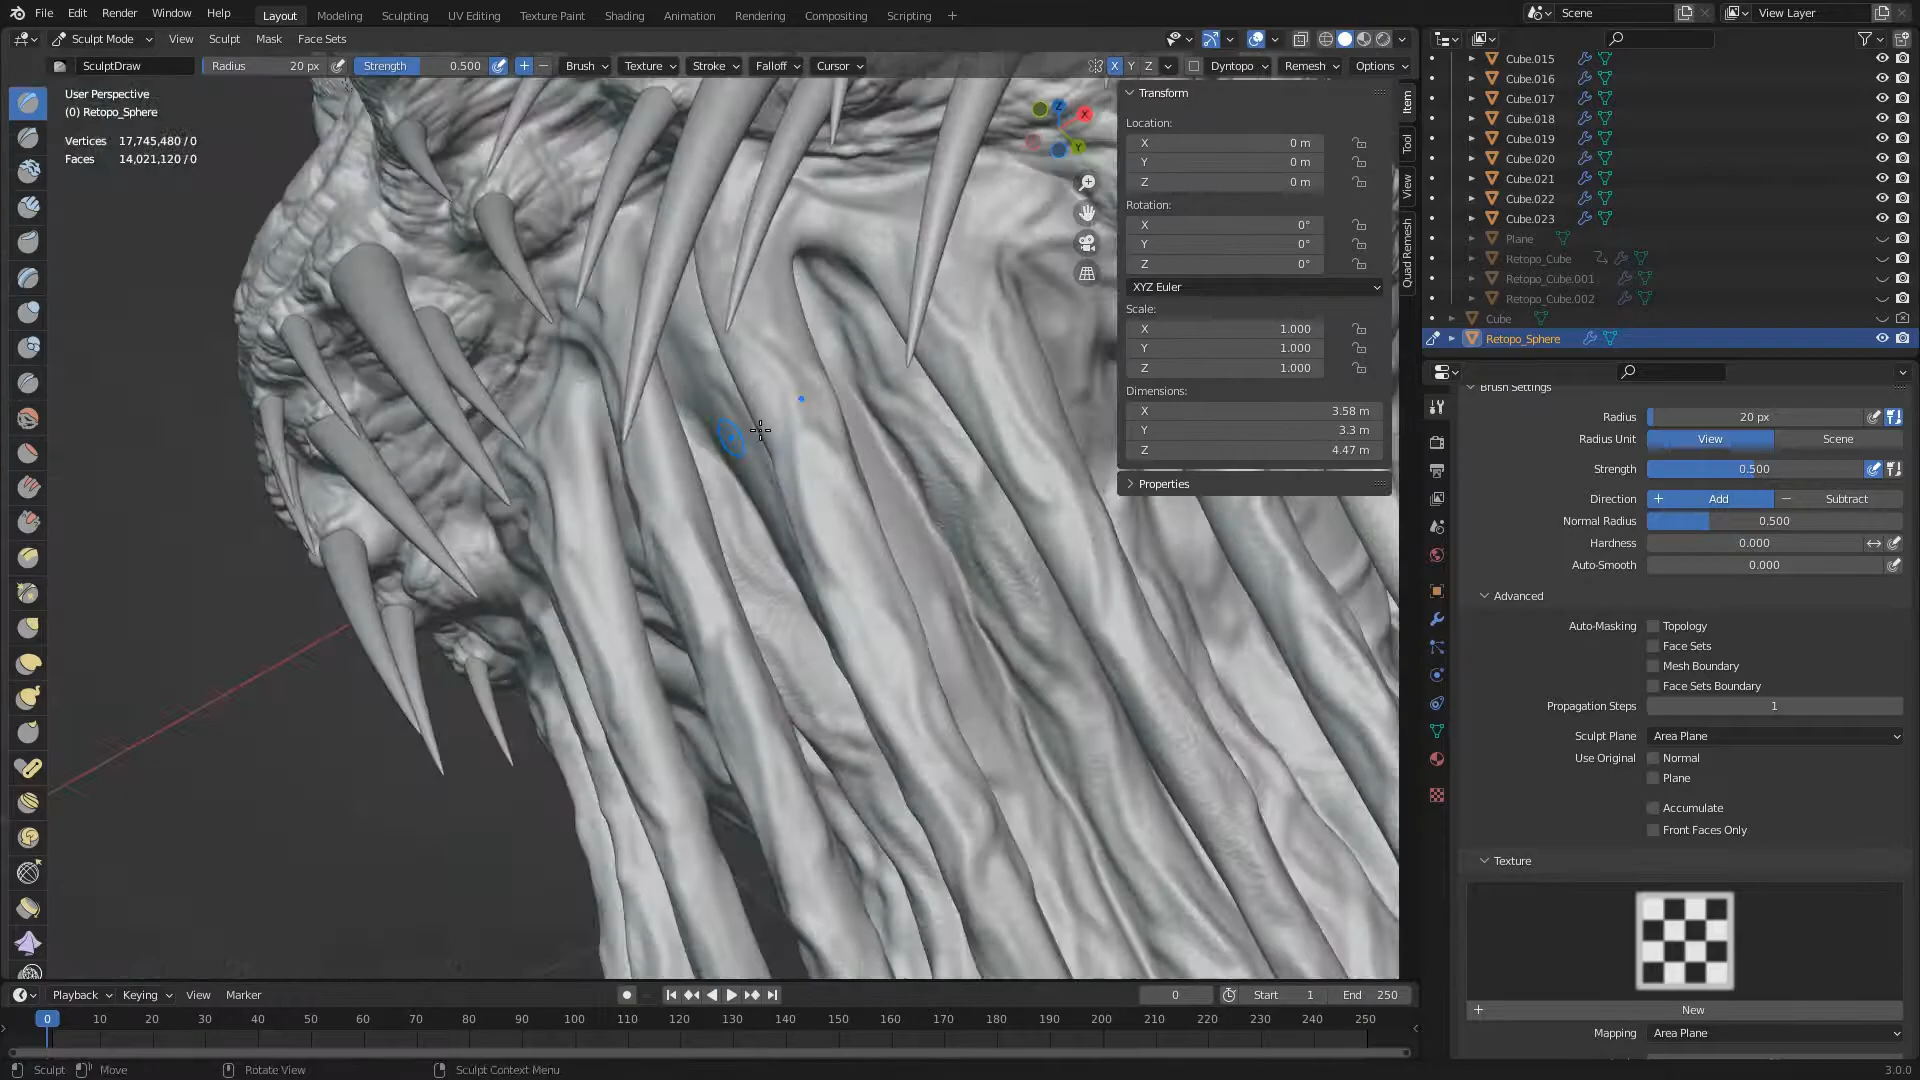 File Edit Render Window Help Layout Modeling Sculpting UV Editing Texture Paint Shading Animation Rendering Compositing Scripting + Scene View Layer
Sculpt Mode View Sculpt Mask Face Sets
SculptDraw Radius 20 px Strength 0.500 + − Brush Texture Stroke Falloff Cursor X Y Z Dyntopo Remesh Options
User Perspective
(0) Retopo_Sphere
Vertices 17,745,480 / 0
Faces 14,021,120 / 0
Z
X
Y
Transform
Location:
X 0 m
Y 0 m
Z 0 m
Rotation:
X 0°
Y 0°
Z 0°
XYZ Euler
Scale:
X 1.000
Y 1.000
Z 1.000
Dimensions:
X 3.58 m
Y 3.3 m
Z 4.47 m
Properties
Item
Tool
View
Quad Remesh
Cube.015
Cube.016
Cube.017
Cube.018
Cube.019
Cube.020
Cube.021
Cube.022
Cube.023
Plane
Retopo_Cube
Retopo_Cube.001
Retopo_Cube.002
Cube
Retopo_Sphere
Brush Settings
Radius 20 px
Radius Unit View Scene
Strength 0.500
Direction + Add − Subtract
Normal Radius 0.500
Hardness 0.000
Auto-Smooth 0.000
Advanced
Auto-Masking Topology
Face Sets
Mesh Boundary
Face Sets Boundary
Propagation Steps 1
Sculpt Plane Area Plane
Use Original Normal
Plane
Accumulate
Front Faces Only
Texture
+ New
Mapping Area Plane
Playback Keying View Marker 0 Start 1 End 250
0 10 20 30 40 50 60 70 80 90 100 110 120 130 140 150 160 170 180 190 200 210 220 230 240 250
Sculpt Move Rotate View Sculpt Context Menu 3.0.0